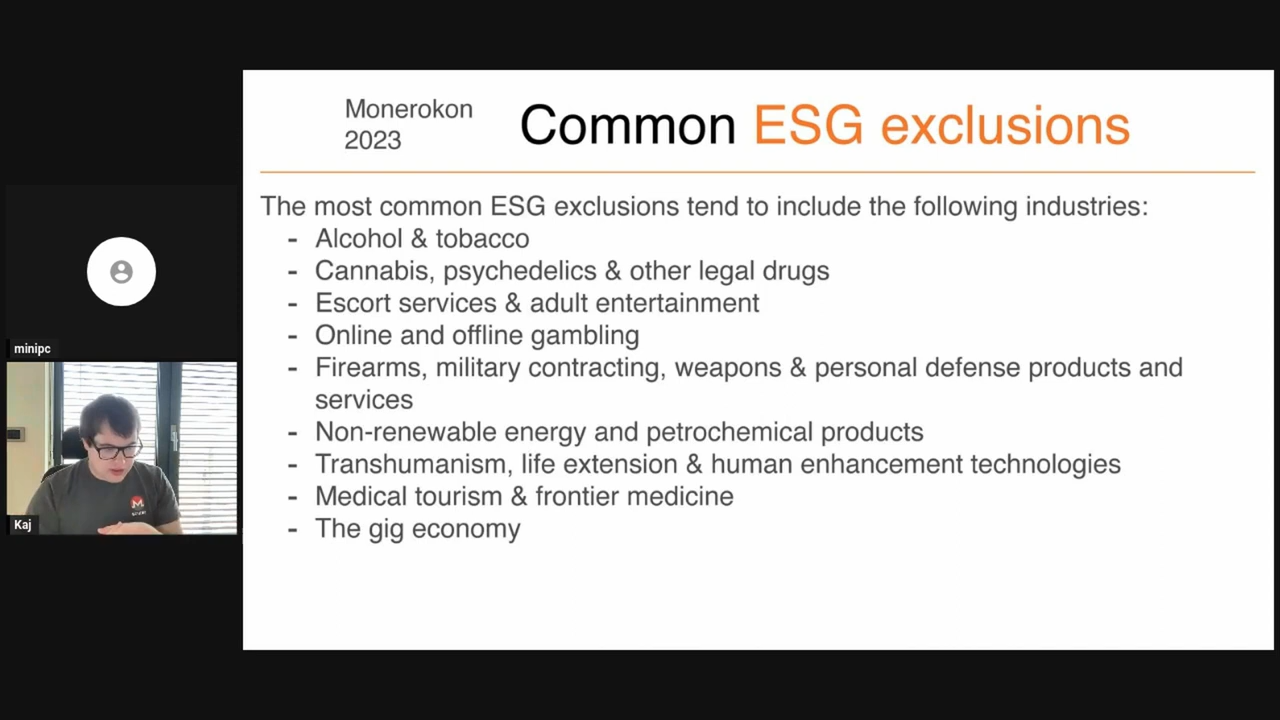 Monerokon
2023
Common ESG exclusions
The most common ESG exclusions tend to include the following industries:
- Alcohol & tobacco
- Cannabis, psychedelics & other legal drugs
- Escort services & adult entertainment
- Online and offline gambling
- Firearms, military contracting, weapons & personal defense products and
services
- Non-renewable energy and petrochemical products
- Transhumanism, life extension & human enhancement technologies
- Medical tourism & frontier medicine
- The gig economy
minipc
Kaj